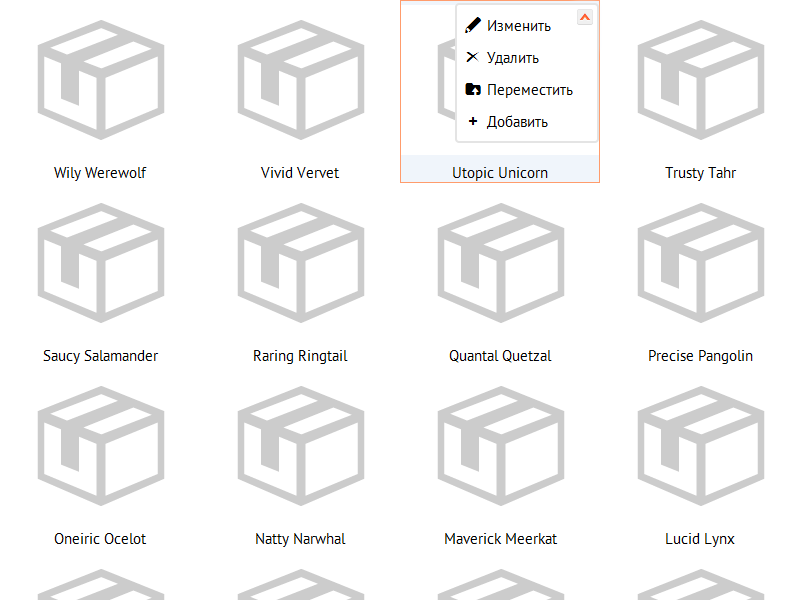 Изменить
Удалить
Переместить
Добавить
Wily Werewolf
Vivid Vervet
Utopic Unicorn
Trusty Tahr
Saucy Salamander
Raring Ringtail
Quantal Quetzal
Precise Pangolin
Oneiric Ocelot
Natty Narwhal
Maverick Meerkat
Lucid Lynx